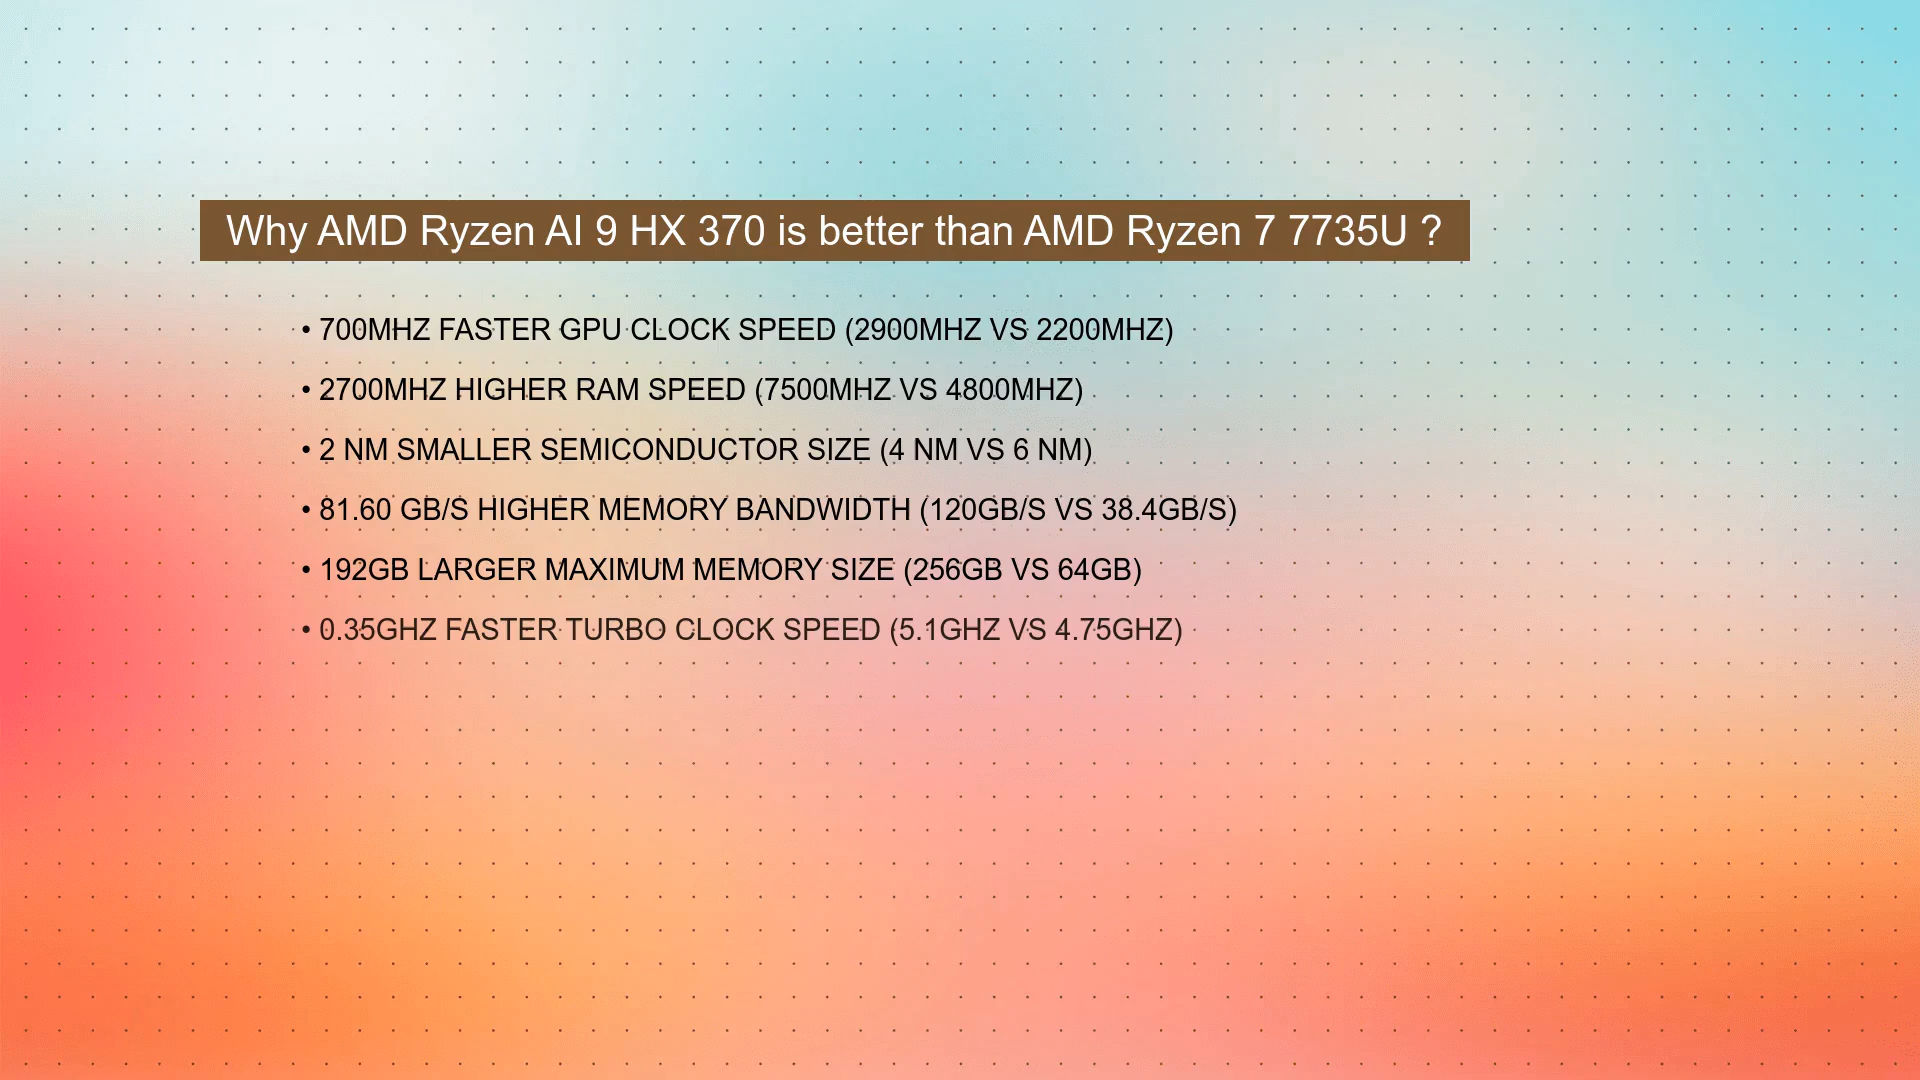 Why AMD Ryzen AI 9 HX 370 is better than AMD Ryzen 7 7735U ?
• 700MHZ FASTER GPU CLOCK SPEED (2900MHZ VS 2200MHZ)
• 2700MHZ HIGHER RAM SPEED (7500MHZ VS 4800MHZ)
• 2 NM SMALLER SEMICONDUCTOR SIZE (4 NM VS 6 NM)
• 81.60 GB/S HIGHER MEMORY BANDWIDTH (120GB/S VS 38.4GB/S)
• 192GB LARGER MAXIMUM MEMORY SIZE (256GB VS 64GB)
• 0.35GHZ FASTER TURBO CLOCK SPEED (5.1GHZ VS 4.75GHZ)